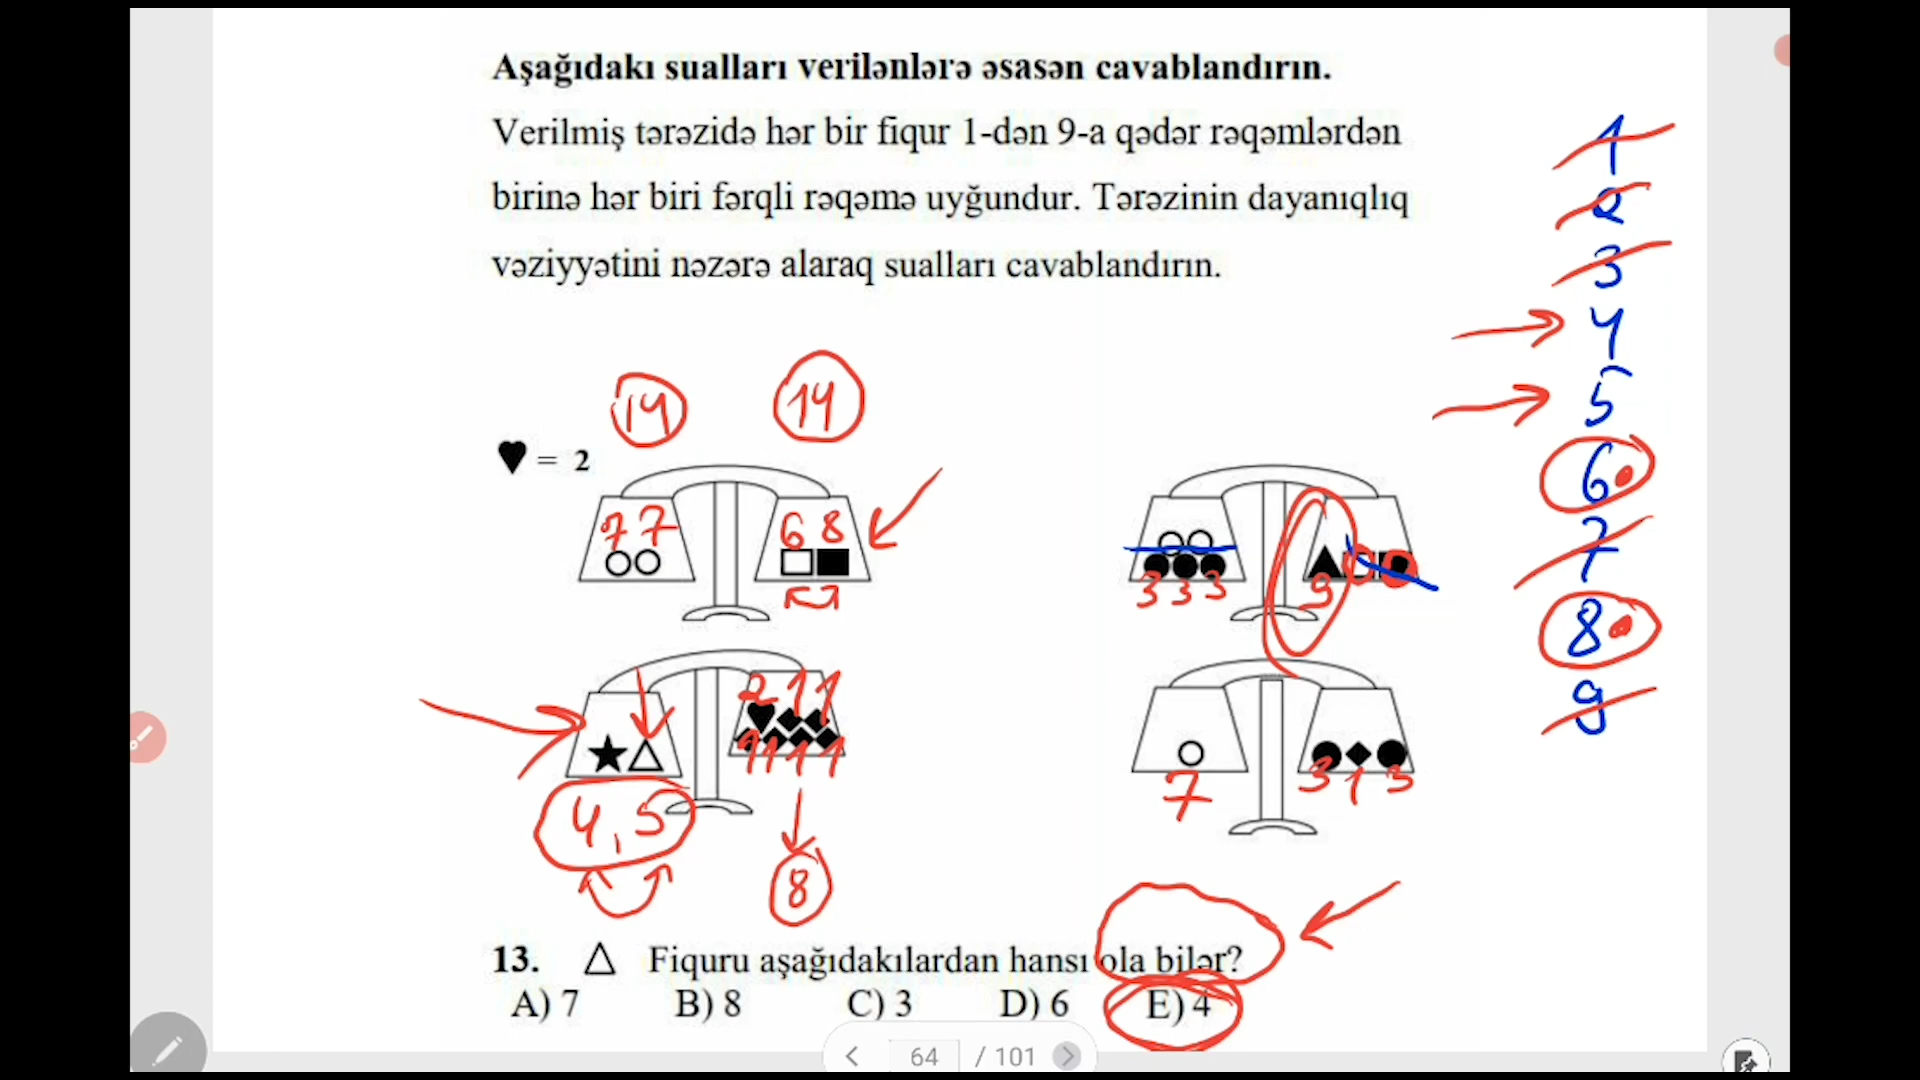 Aşağıdakı sualları verilənlərə əsasən cavablandırın.
Verilmiş tərəzidə hər bir fiqur 1-dən 9-a qədər rəqəmlərdən
birinə hər biri fərqli rəqəmə uyğundur. Tərəzinin dayanıqlıq
vəziyyətini nəzərə alaraq sualları cavablandırın.
1
2
3
4
5
6
7
8
9
14 14
♥ = 2
7 7 6 8
3 3 3 9
2 1 1
1 1 1 1
4, 5
8
7 3 1 3
13. △ Fiquru aşağıdakılardan hansı ola bilər?
A) 7 B) 8 C) 3 D) 6 E) 4
64 / 101